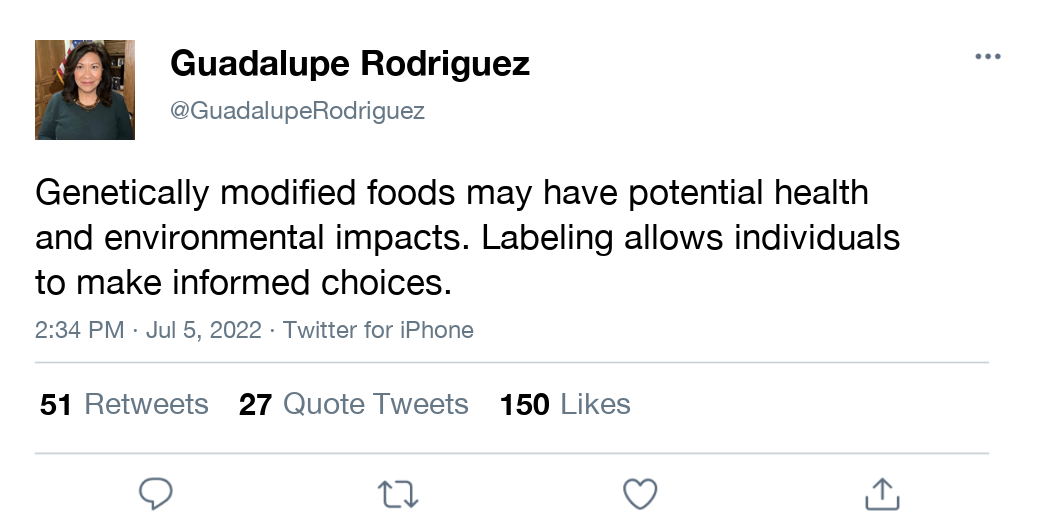 Guadalupe Rodriguez
@GuadalupeRodriguez
Genetically modified foods may have potential health
and environmental impacts. Labeling allows individuals
to make informed choices.
2:34 PM · Jul 5, 2022 · Twitter for iPhone
51 Retweets 27 Quote Tweets 150 Likes